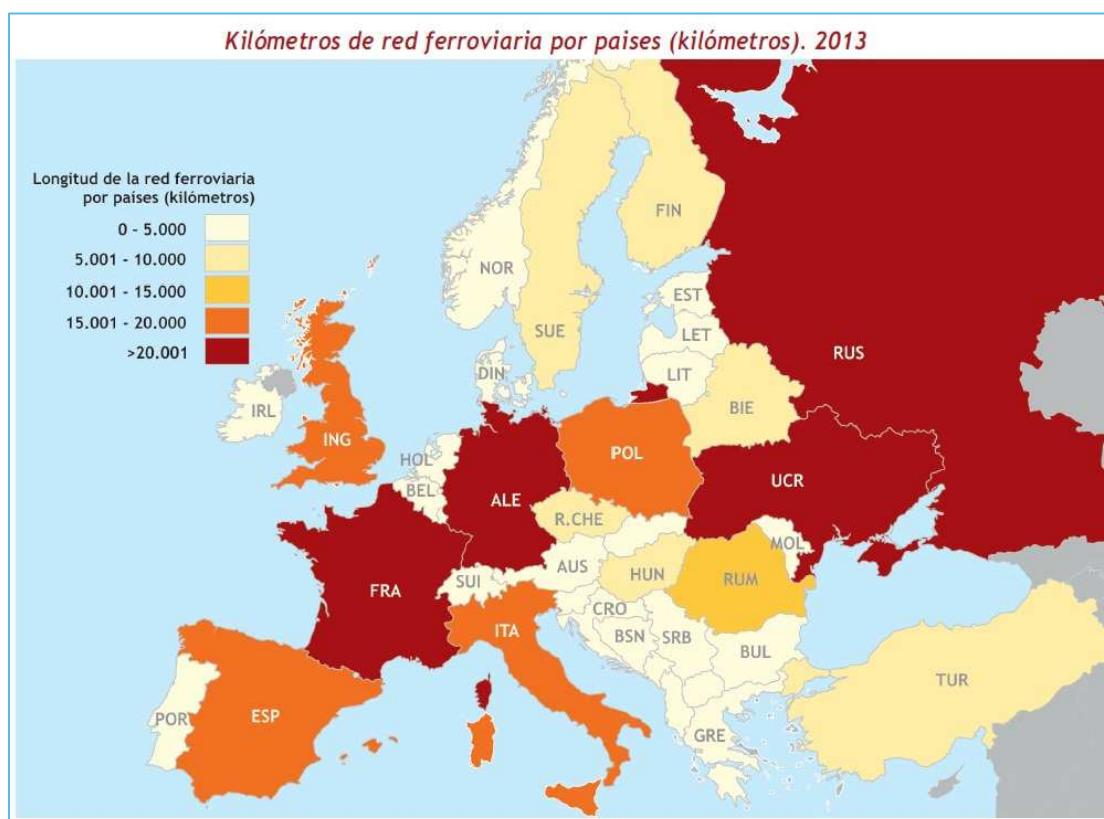 Kilómetros de red ferroviaria por paises (kilómetros). 2013
Longitud de la red ferroviaria
por países (kilómetros)
0 - 5.000
5.001 - 10.000
10.001 - 15.000
15.001 - 20.000
>20.001
FIN
NOR
EST
SUE
LET
RUS
DIN
LIT
IRL
BIE
ING
POL
HOL
UCR
BEL
ALE
R.CHE
MOL
AUS
HUN
SUI
RUM
FRA
CRO
ITA
BSN
SRB
BUL
TUR
POR
ESP
GRE